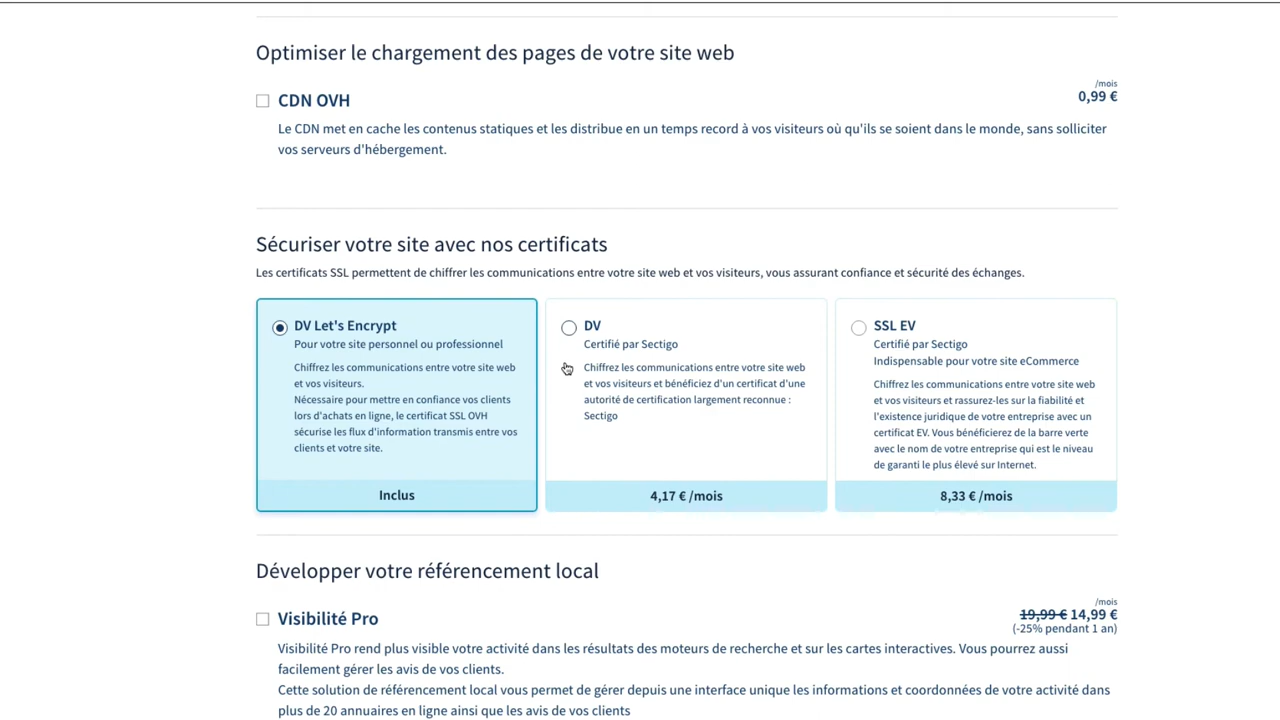 Optimiser le chargement des pages de votre site web
/mois
CDN OVH
0,99 €
Le CDN met en cache les contenus statiques et les distribue en un temps record à vos visiteurs où qu'ils se soient dans le monde, sans solliciter
vos serveurs d'hébergement.
Sécuriser votre site avec nos certificats
Les certificats SSL permettent de chiffrer les communications entre votre site web et vos visiteurs, vous assurant confiance et sécurité des échanges.
DV Let's Encrypt
Pour votre site personnel ou professionnel
Chiffrez les communications entre votre site web
et vos visiteurs.
Nécessaire pour mettre en confiance vos clients
lors d'achats en ligne, le certificat SSL OVH
sécurise les flux d'information transmis entre vos
clients et votre site.
Inclus
DV
Certifié par Sectigo
Chiffrez les communications entre votre site web
et vos visiteurs et bénéficiez d'un certificat d'une
autorité de certification largement reconnue :
Sectigo
4,17 € /mois
SSL EV
Certifié par Sectigo
Indispensable pour votre site eCommerce
Chiffrez les communications entre votre site web
et vos visiteurs et rassurez-les sur la fiabilité et
l'existence juridique de votre entreprise avec un
certificat EV. Vous bénéficierez de la barre verte
avec le nom de votre entreprise qui est le niveau
de garanti le plus élevé sur Internet.
8,33 € /mois
Développer votre référencement local
/mois
Visibilité Pro
19,99 € 14,99 €
(-25% pendant 1 an)
Visibilité Pro rend plus visible votre activité dans les résultats des moteurs de recherche et sur les cartes interactives. Vous pourrez aussi
facilement gérer les avis de vos clients.
Cette solution de référencement local vous permet de gérer depuis une interface unique les informations et coordonnées de votre activité dans
plus de 20 annuaires en ligne ainsi que les avis de vos clients